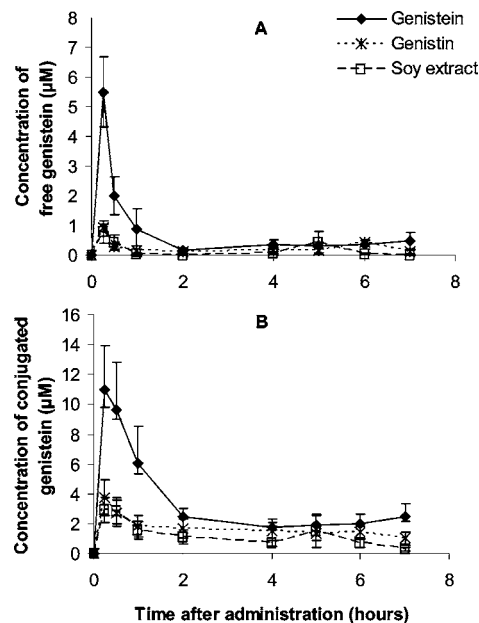 A
Genistein
Genistin
Soy extract
Concentration of
free genistein (µM)
8
7
6
5
4
3
2
1
0
0 2 4 6 8
B
Concentration of conjugated
genistein (µM)
16
14
12
10
8
6
4
2
0
0 2 4 6 8
Time after administration (hours)